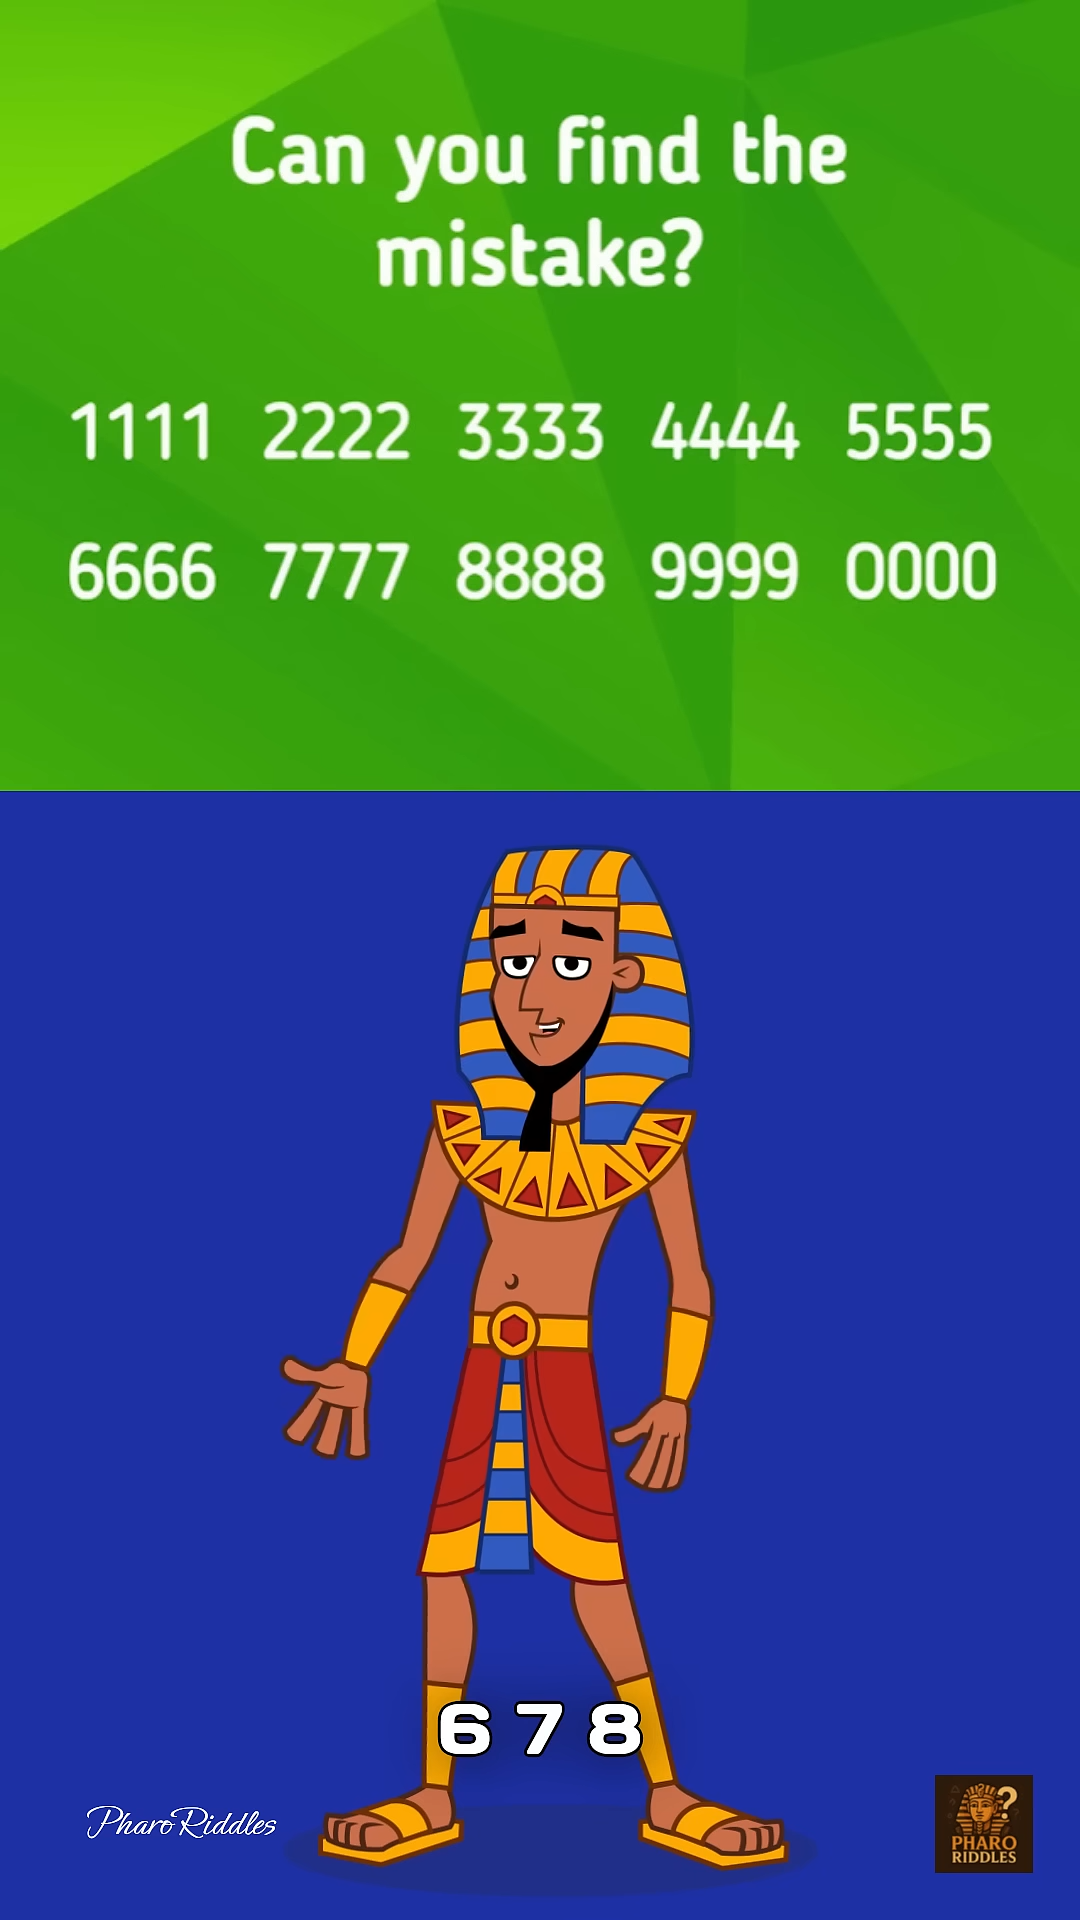 Can you find the
mistake?
1111 2222 3333 4444 5555
6666 7777 8888 9999 0000
6 7 8
PharoRiddles
?
PHARO
RIDDLES